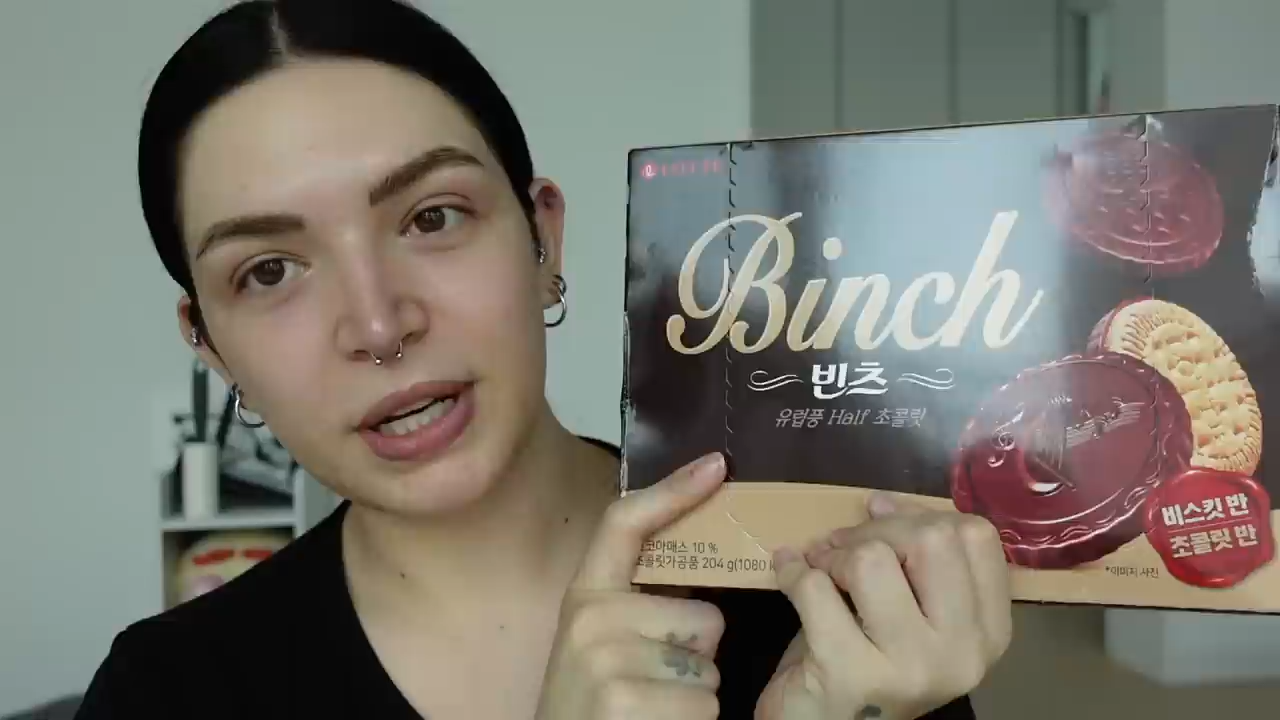 LOTTE
Binch
빈츠
유럽풍 Half 초콜릿
비스킷 반
초콜릿 반
코아매스 10 %
초콜릿가공품 204 g(1080 k
*이미지 사진